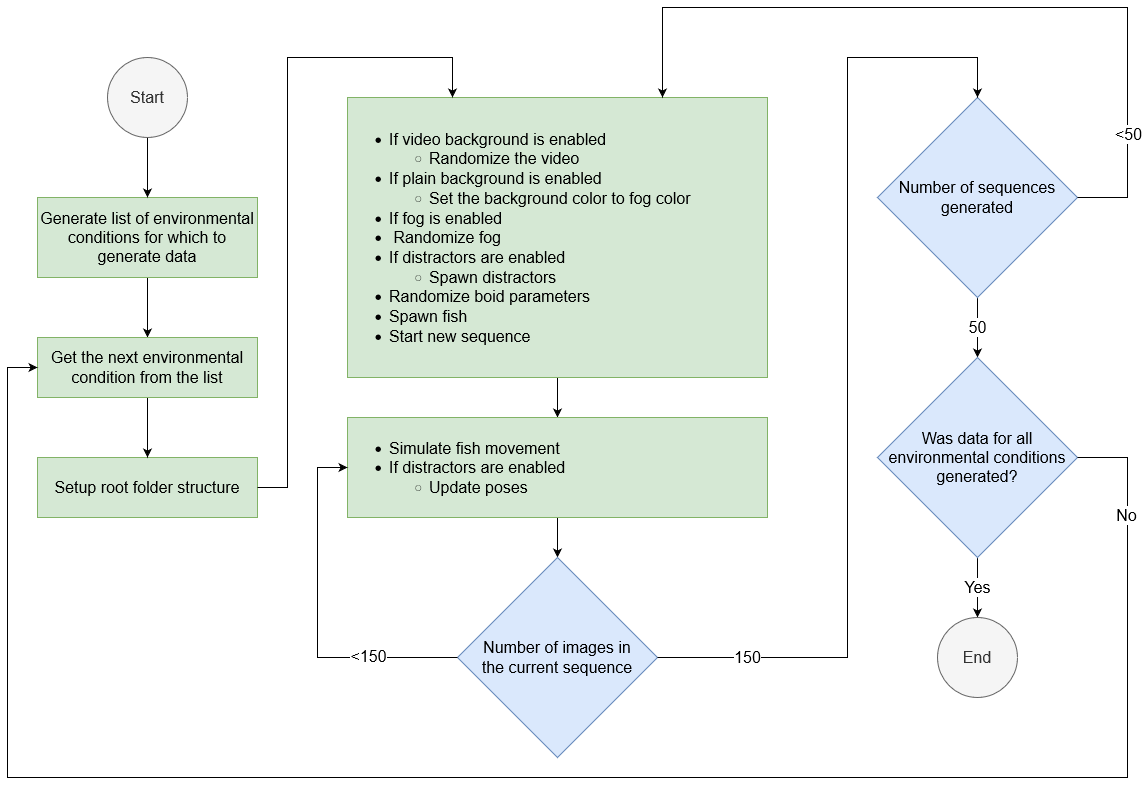 Start
Generate list of environmental
conditions for which to
generate data
Get the next environmental
condition from the list
Setup root folder structure
• If video background is enabled
○ Randomize the video
• If plain background is enabled
○ Set the background color to fog color
• If fog is enabled
• Randomize fog
• If distractors are enabled
○ Spawn distractors
• Randomize boid parameters
• Spawn fish
• Start new sequence
• Simulate fish movement
• If distractors are enabled
○ Update poses
Number of images in
the current sequence
<150
150
Number of sequences
generated
<50
50
Was data for all
environmental conditions
generated?
No
Yes
End